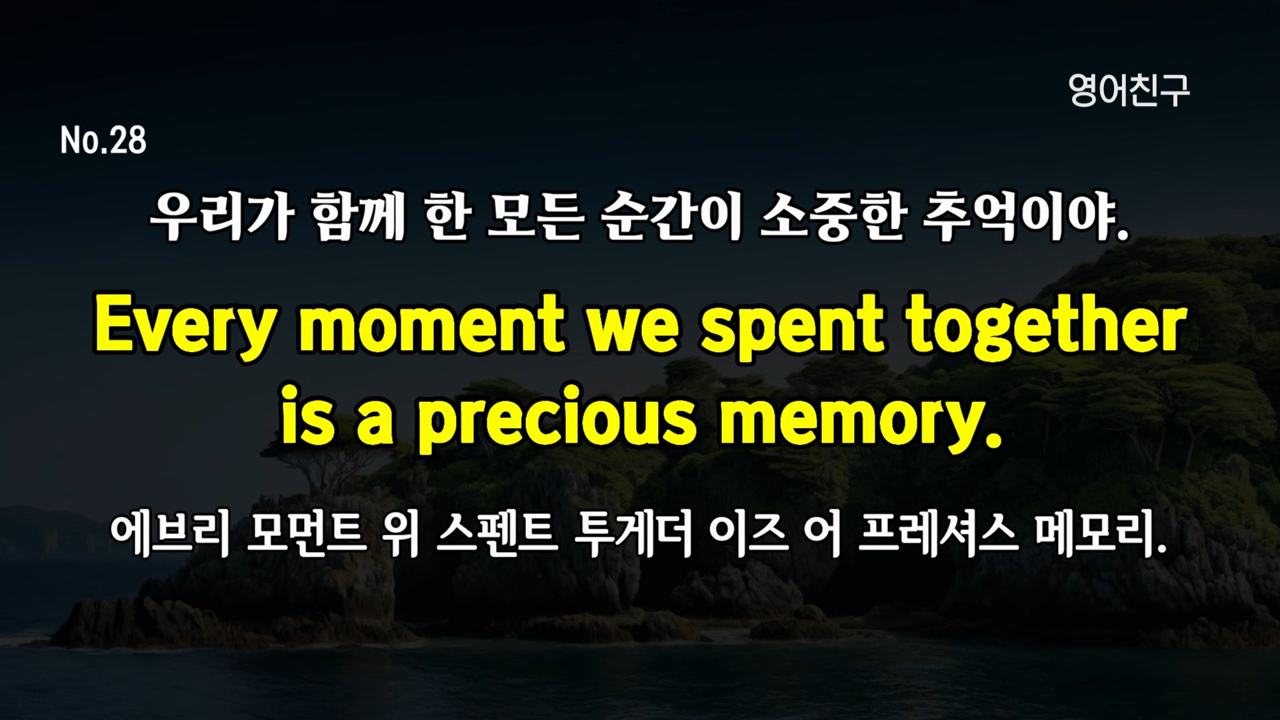 영어친구
No.28
우리가 함께 한 모든 순간이 소중한 추억이야.
Every moment we spent together
is a precious memory.
에브리 모먼트 위 스펜트 투게더 이즈 어 프레셔스 메모리.